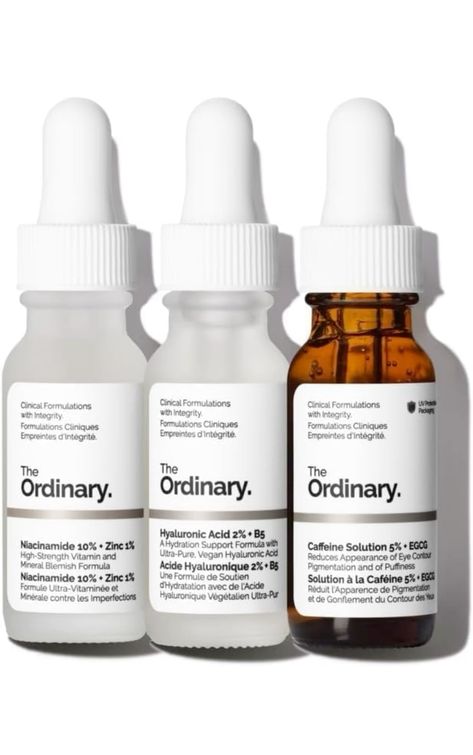 Clinical Formulations
with Integrity.
Formulations Cliniques
Empreintes d'Intégrité.
The
Ordinary.
Niacinamide 10% + Zinc 1%
High-Strength Vitamin and
Mineral Blemish Formula
Niacinamide 10% + Zinc 1%
Formule Ultra-Vitaminée et
Minérale contre les Imperfections
Clinical Formulations
with Integrity.
Formulations Cliniques
Empreintes d'Intégrité.
The
Ordinary.
Hyaluronic Acid 2% + B5
A Hydration Support Formula with
Ultra-Pure, Vegan Hyaluronic Acid
Acide Hyaluronique 2% + B5
Une Formule de Soutien
d'Hydratation avec de l'Acide
Hyaluronique Végétalien Ultra-Pur
Clinical Formulations
with Integrity.
Formulations Cliniques
Empreintes d'Intégrité.
UV Protective
Packaging
The
Ordinary.
Caffeine Solution 5% + EGCG
Reduces Appearance of Eye Contour
Pigmentation and of Puffiness
Solution à la Caféine 5% + EGCG
Réduit l'Apparence de Pigmentation
et de Gonflement du Contour des Yeux